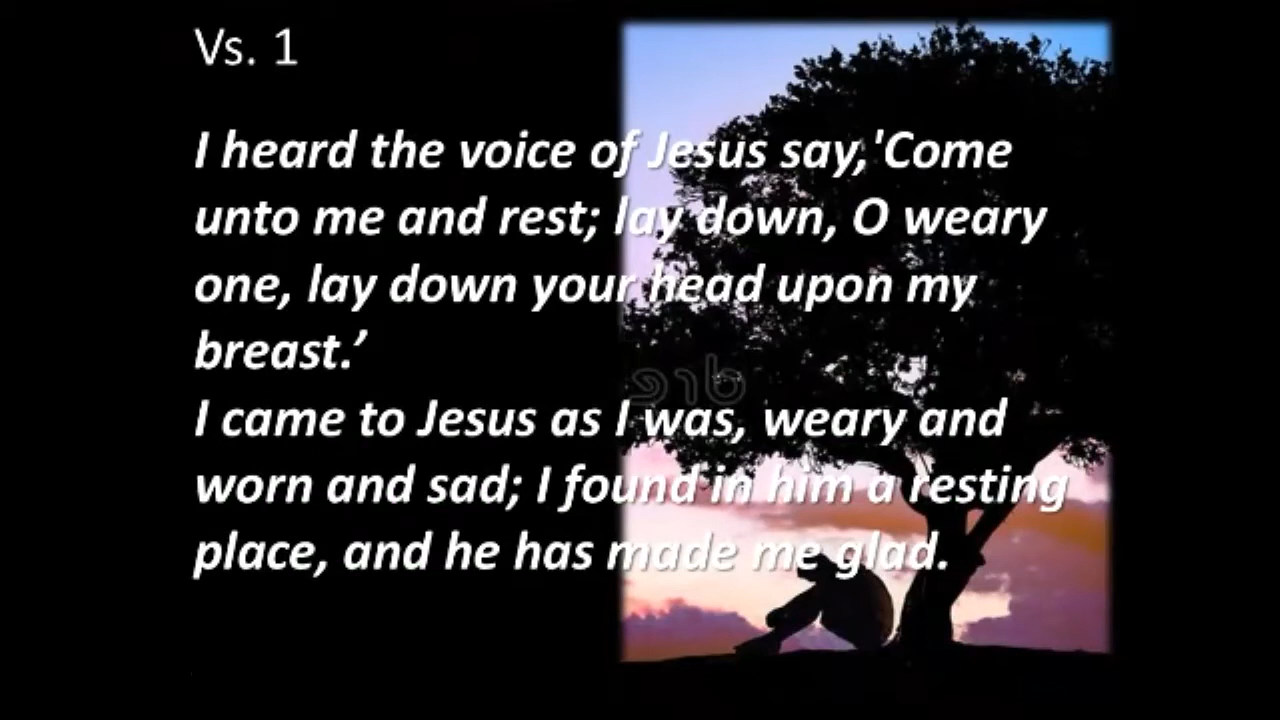 Vs. 1
I heard the voice of Jesus say,'Come
unto me and rest; lay down, O weary
one, lay down your head upon my
breast.’
I came to Jesus as I was, weary and
worn and sad; I found in him a resting
place, and he has made me glad.